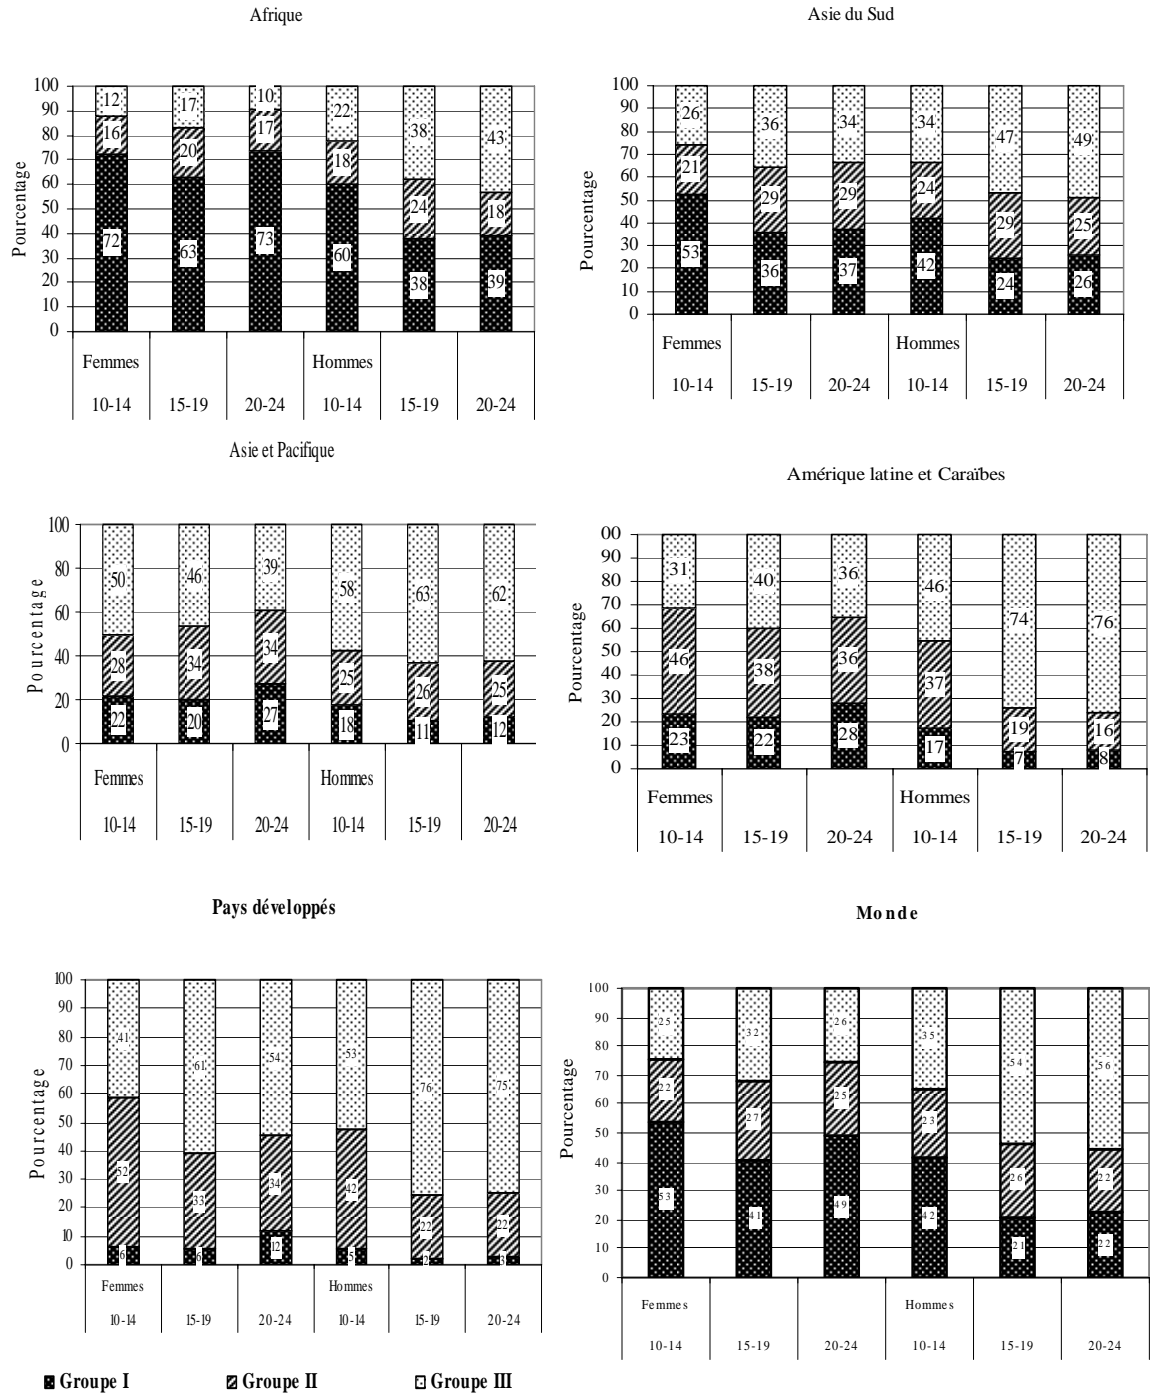 Afrique
Pourcentage
100
90
80
70
60
50
40
30
20
10
0
12 17 10 22 38 43
16 20 17 18 24 18
72 63 73 60 38 39
Femmes Hommes
10-14 15-19 20-24 10-14 15-19 20-24
Asie du Sud
Pourcentage
100
90
80
70
60
50
40
30
20
10
0
26 36 34 34 47 49
21 29 29 24 29 25
53 36 37 42 24 26
Femmes Hommes
10-14 15-19 20-24 10-14 15-19 20-24
Asie et Pacifique
Pourcentage
100
80
60
40
20
0
50 46 39 58 63 62
28 34 34 25 26 25
22 20 27 18 11 12
Femmes Hommes
10-14 15-19 20-24 10-14 15-19 20-24
Amérique latine et Caraïbes
Pourcentage
00
90
80
70
60
50
40
30
20
10
0
31 40 36 46 74 76
46 38 36 37 19 16
23 22 28 17 7 8
Femmes Hommes
10-14 15-19 20-24 10-14 15-19 20-24
Pays développés
Pourcentage
100
90
80
70
60
50
40
30
20
10
0
41 61 54 53 76 75
52 33 34 42 22 22
6 6 12 5 2 3
Femmes Hommes
10-14 15-19 20-24 10-14 15-19 20-24
Monde
Pourcentage
100
90
80
70
60
50
40
30
20
10
0
25 32 26 35 54 56
22 27 25 23 26 22
53 41 49 42 21 22
Femmes Hommes
10-14 15-19 20-24 10-14 15-19 20-24
Groupe I Groupe II Groupe III